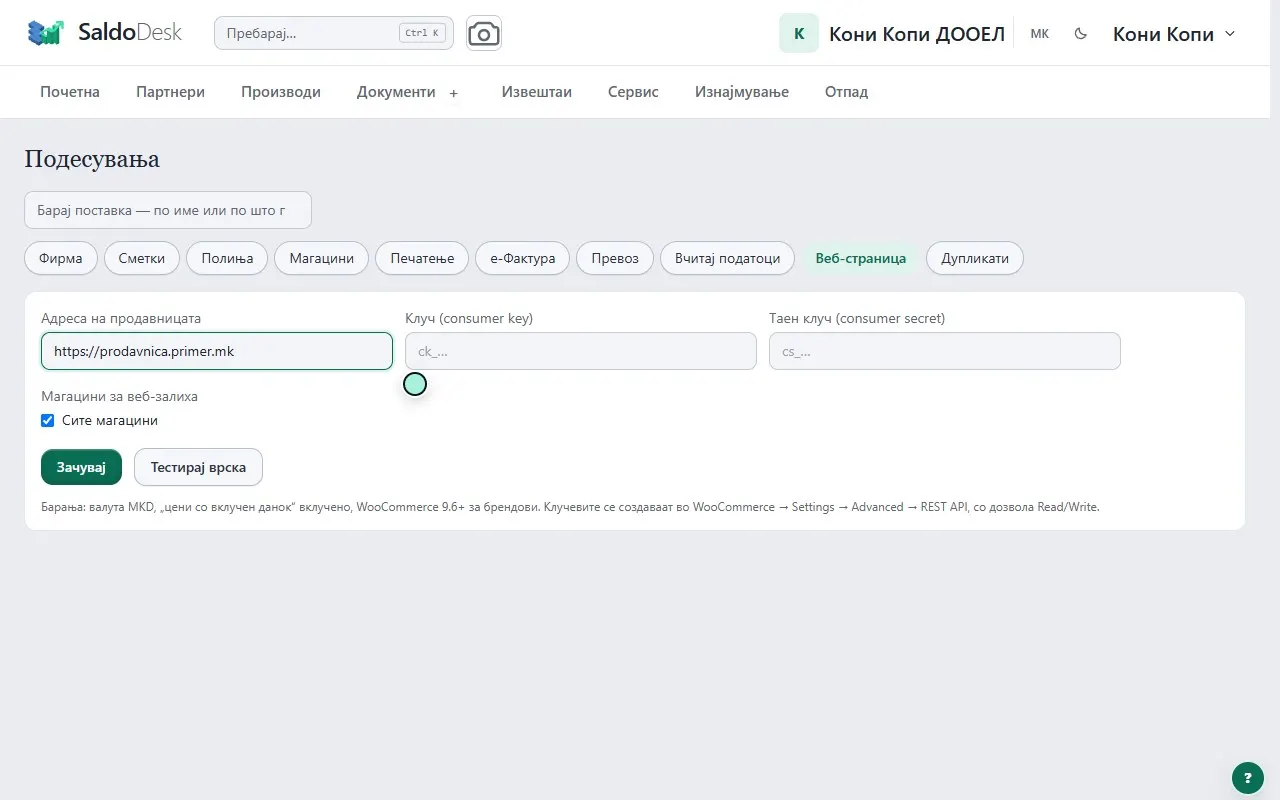 SaldoDesk
Пребарај...
Ctrl K
К
Кони Копи ДООЕЛ
МК
Кони Копи
Почетна
Партнери
Производи
Документи
+
Извештаи
Сервис
Изнајмување
Отпад
Подесувања
Барај поставка — по име или по што г
Фирма
Сметки
Полиња
Магацини
Печатење
е-Фактура
Превоз
Вчитај податоци
Веб-страница
Дупликати
Адреса на продавницата
Клуч (consumer key)
Таен клуч (consumer secret)
https://prodavnica.primer.mk
ck_...
cs_...
Магацини за веб-залиха
Сите магацини
Зачувај
Тестирај врска
Барања: валута MKD, „цени со вклучен данок“ вклучено, WooCommerce 9.6+ за брендови. Клучевите се создаваат во WooCommerce → Settings → Advanced → REST API, со дозвола Read/Write.
?